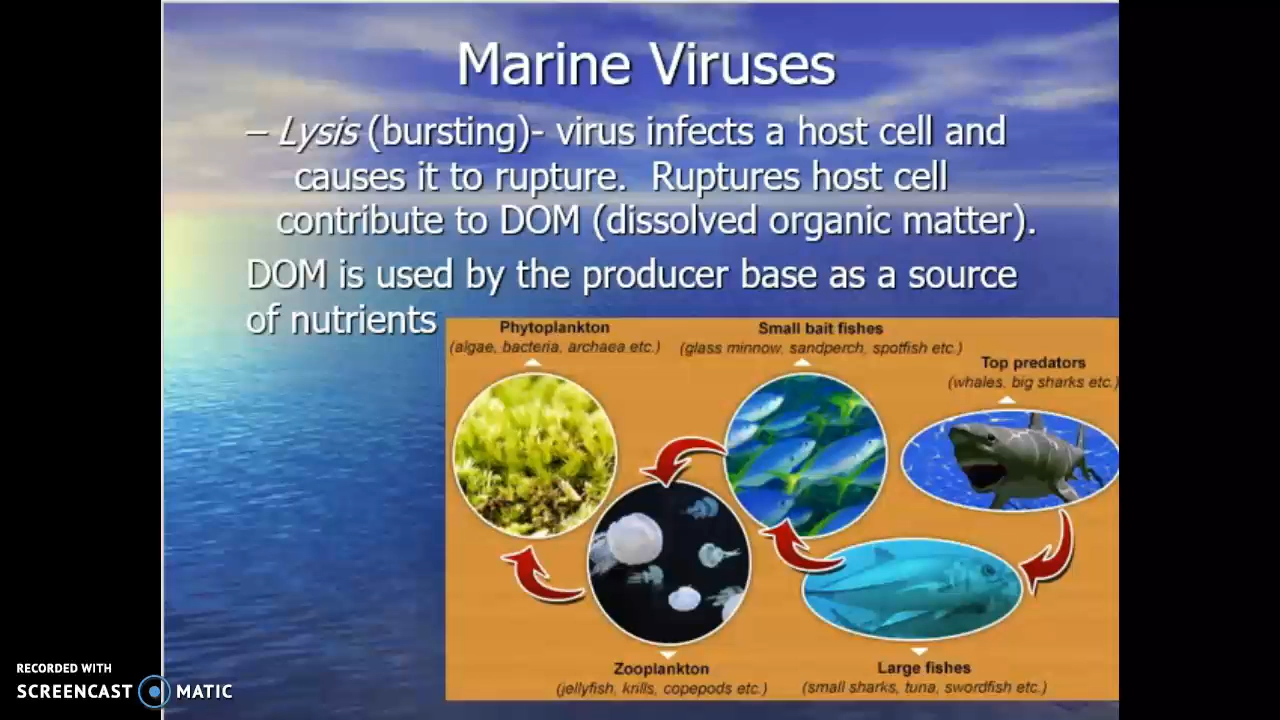 Marine Viruses
– Lysis (bursting)- virus infects a host cell and
causes it to rupture. Ruptures host cell
contribute to DOM (dissolved organic matter).
DOM is used by the producer base as a source
of nutrients
Phytoplankton
(algae, bacteria, archaea etc.)
Small bait fishes
(glass minnow, sandperch, spotfish etc.)
Top predators
(whales, big sharks etc.)
Zooplankton
(jellyfish, krills, copepods etc.)
Large fishes
(small sharks, tuna, swordfish etc.)
RECORDED WITH
SCREENCAST MATIC